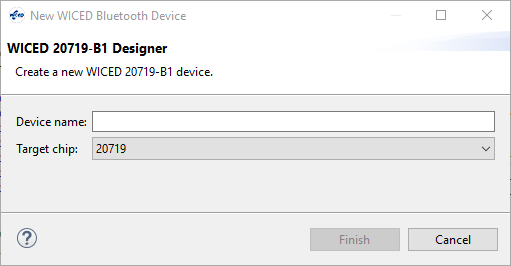 New WICED Bluetooth Device
WICED 20719-B1 Designer
Create a new WICED 20719-B1 device.
Device name:
Target chip: 20719
? Finish Cancel